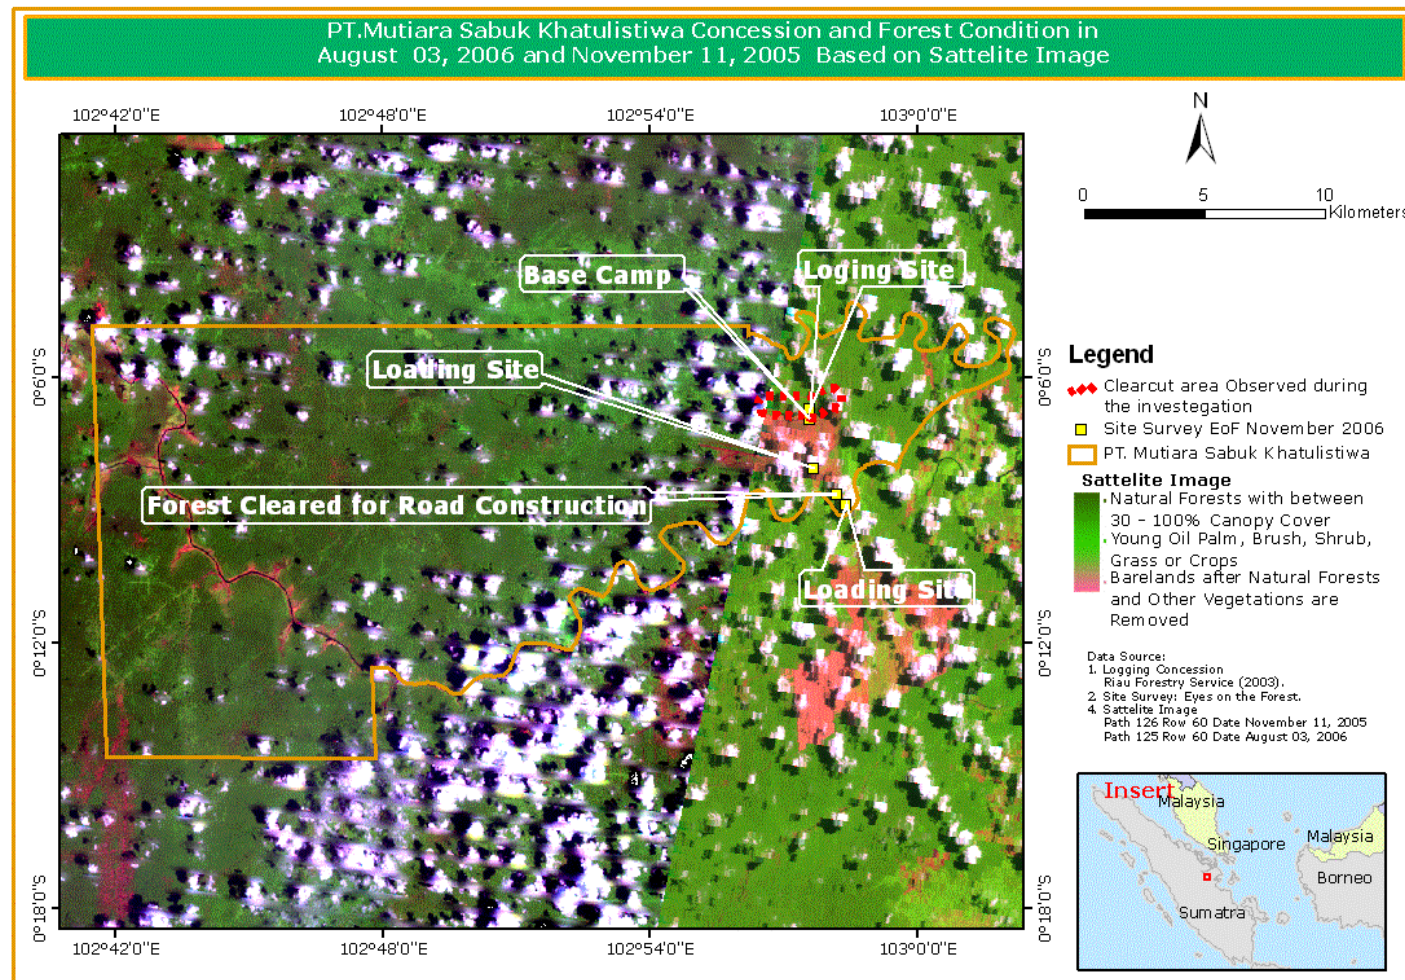 PT.Mutiara Sabuk Khatulistiwa Concession and Forest Condition in
August 03, 2006 and November 11, 2005 Based on Sattelite Image
102°42'0"E
102°48'0"E
102°54'0"E
103°0'0"E
N
0
5
10
Kilometers
Base Camp
Loging Site
Loading Site
Forest Cleared for Road Construction
Loading Site
0°6'0"S
0°12'0"S
0°18'0"S
0°6'0"S
0°12'0"S
0°18'0"S
102°42'0"E
102°48'0"E
102°54'0"E
103°0'0"E
Legend
Clearcut area Observed during
the investegation
Site Survey EoF November 2006
PT. Mutiara Sabuk Khatulistiwa
Sattelite Image
Natural Forests with between
30 - 100% Canopy Cover
Young Oil Palm, Brush, Shrub,
Grass or Crops
Barelands after Natural Forests
and Other Vegetations are
Removed
Data Source:
1. Logging Concession
Riau Forestry Service (2003).
2. Site Survey: Eyes on the Forest.
4. Sattelite Image
Path 126 Row 60 Date November 11, 2005
Path 125 Row 60 Date August 03, 2006
Insert
Malaysia
Singapore
Malaysia
Borneo
Sumatra